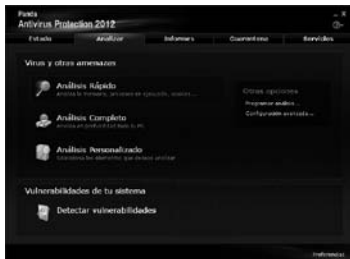 Panda
Antivirus Protection 2012
Estado Analizar Informes Cuarentena Servicios
Virus y otras amenazas
Análisis Rápido
Análisis Completo
Análisis Personalizado
Otras opciones
Programar análisis...
Configuración avanzada...
Vulnerabilidades de tu sistema
Detectar vulnerabilidades
Preferencias